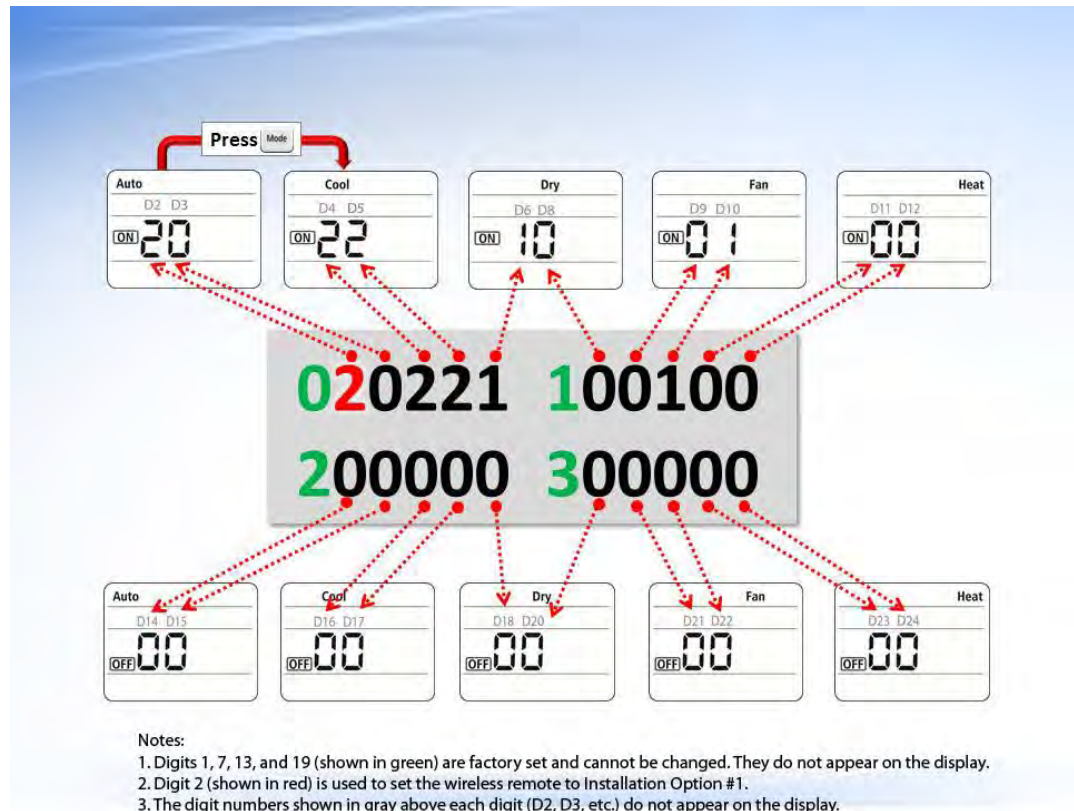 Press Mode
Auto
D2 D3
ON 20
Cool
D4 D5
ON 22
Dry
D6 D8
ON 10
Fan
D9 D10
ON 01
Heat
D11 D12
ON 00
020221 100100
200000 300000
Auto
D14 D15
OFF 00
Cool
D16 D17
OFF 00
Dry
D18 D20
OFF 00
Fan
D21 D22
OFF 00
Heat
D23 D24
OFF 00
Notes:
1. Digits 1, 7, 13, and 19 (shown in green) are factory set and cannot be changed. They do not appear on the display.
2. Digit 2 (shown in red) is used to set the wireless remote to Installation Option #1.
3. The digit numbers shown in gray above each digit (D2, D3, etc.) do not appear on the display.